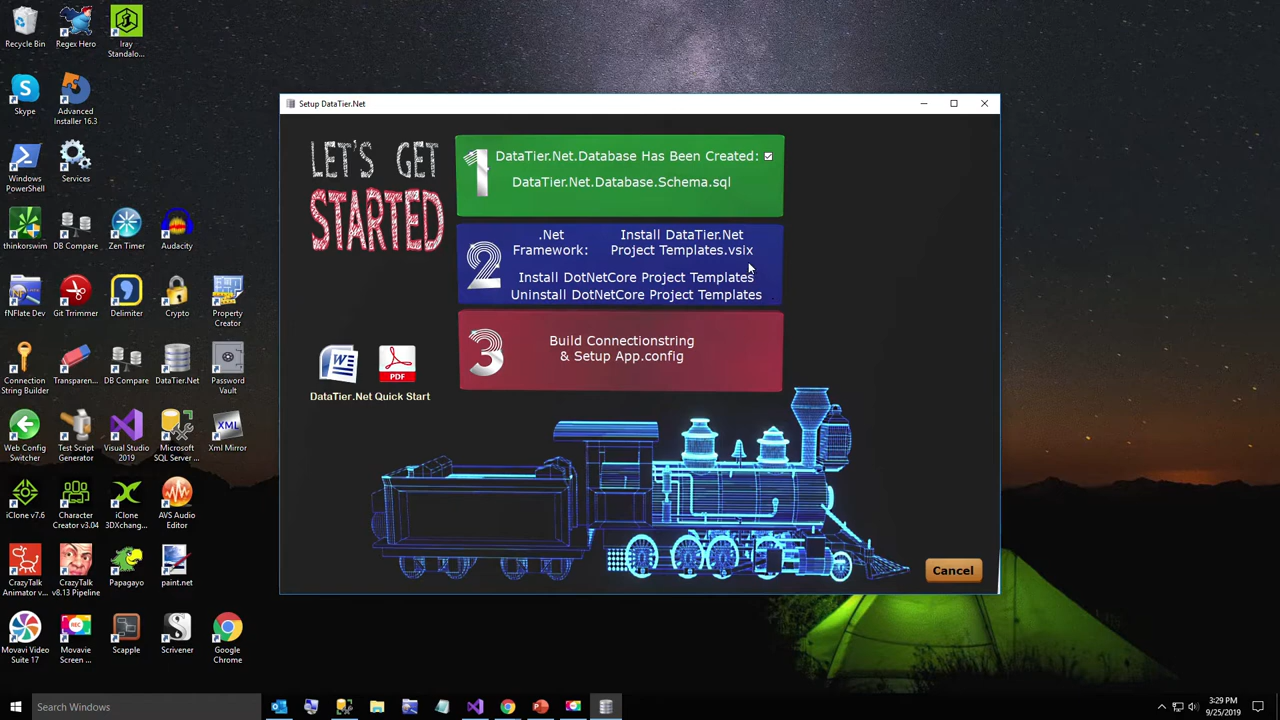 Setup DataTier.Net
LET'S GET
STARTED
1
DataTier.Net.Database Has Been Created:
DataTier.Net.Database.Schema.sql
2
.Net
Framework:
Install DataTier.Net
Project Templates.vsix
Install DotNetCore Project Templates
Uninstall DotNetCore Project Templates
3
Build Connectionstring
& Setup App.config
W
PDF
DataTier.Net Quick Start
Cancel
Recycle Bin
Regex Hero
Iray
Standalo...
Skype
Advanced
Installer 16.3
Windows
PowerShell
Services
thinkorswim
DB Compare
Zen Timer
Audacity
fNFlate Dev
Git Trrimmer
Delimiter
Crypto
Property
Creator
Connection
String Builder
Transparen...
DB Compare
DataTier.Net
Password
Vault
Web Config
Switcher
Test Script
Generator
Visual Studio
2019
Microsoft
SQL Server ...
XML
Xml Mirror
iClone v7.6
Character
Creator v3.04
iClone
3DXchang...
AVS Audio
Editor
CrazyTalk
Animator v...
CrazyTalk
v8.13 Pipeline
Papagayo
paint.net
Movavi Video
Suite 17
REC
Movavie
Screen ...
Scapple
Scrivener
Google
Chrome
Search Windows
3:29 PM
9/25/2019